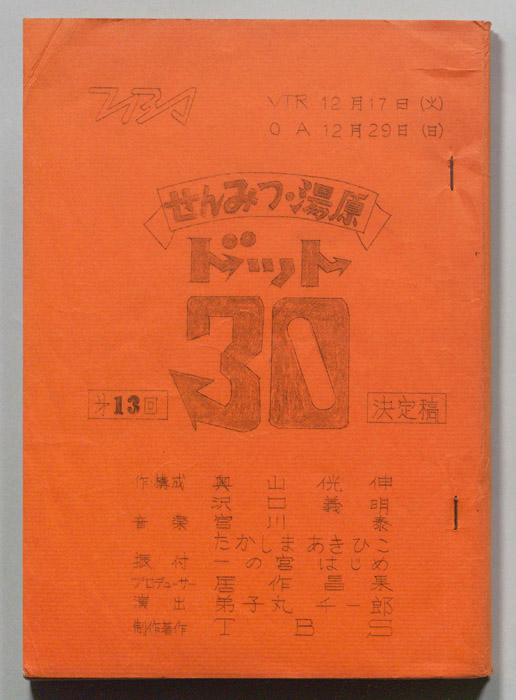 TBS
VTR 12月17日(火)
O A 12月29日(日)
せんみつ・湯原
ドット
30
才13回
決定稿
作・構成 奥山侊伸
沢口義明
音楽 宮川泰
たかしまあきひこ
振付 一の宮はじめ
プロデューサー 居作昌果
演出 弟子丸千一郎
制作著作 TBS